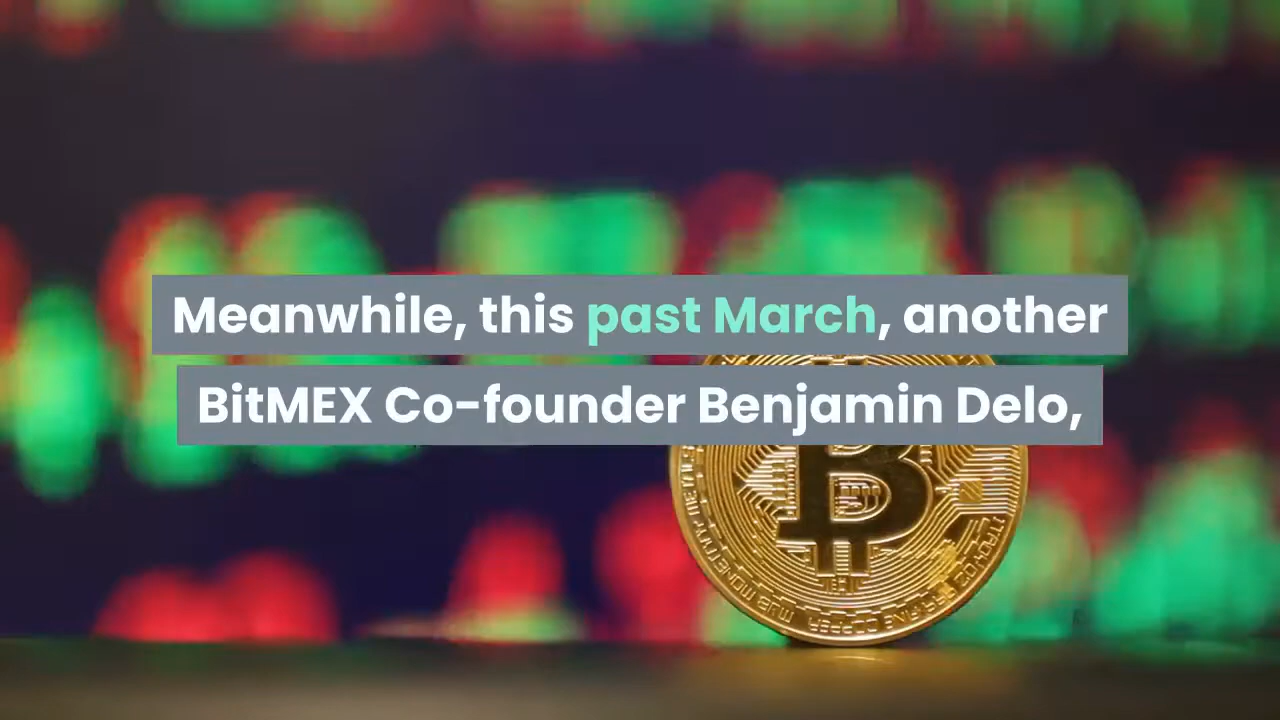 Meanwhile, this past March, another
BitMEX Co-founder Benjamin Delo,